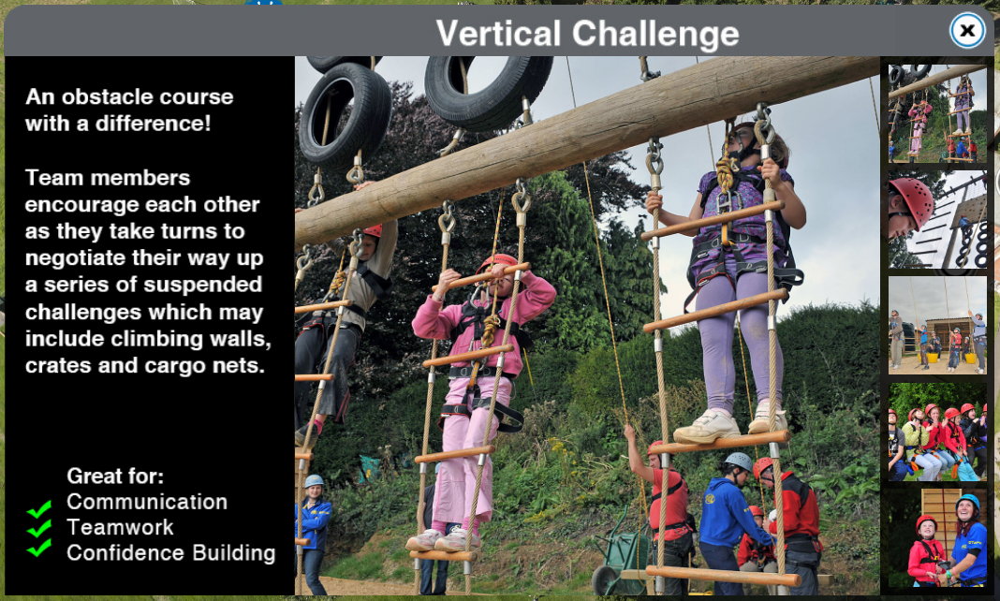 Vertical Challenge
x
An obstacle course
with a difference!
Team members
encourage each other
as they take turns to
negotiate their way up
a series of suspended
challenges which may
include climbing walls,
crates and cargo nets.
Great for:
Communication
Teamwork
Confidence Building